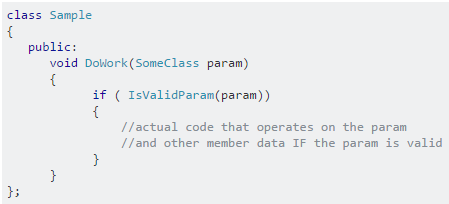 class Sample
{
public:
void DoWork(SomeClass param)
{
if ( IsValidParam(param))
{
//actual code that operates on the param
//and other member data IF the param is valid
}
}
};